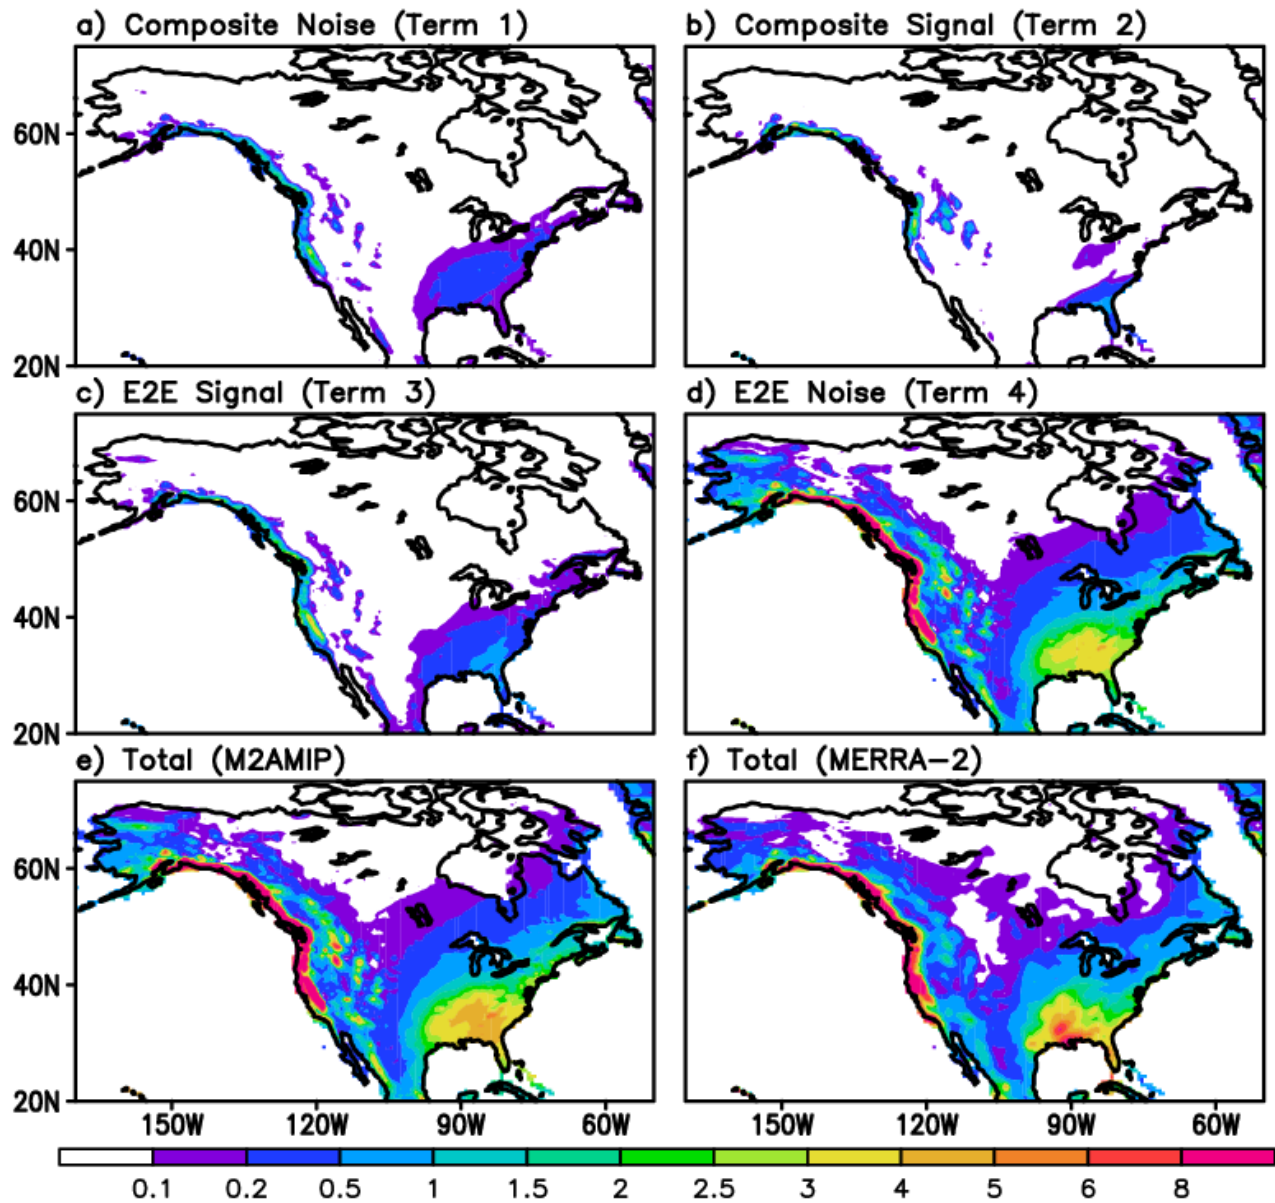 a) Composite Noise (Term 1)
b) Composite Signal (Term 2)
60N
40N
20N
c) E2E Signal (Term 3)
d) E2E Noise (Term 4)
60N
40N
20N
e) Total (M2AMIP)
f) Total (MERRA-2)
60N
40N
20N
150W 120W 90W 60W 150W 120W 90W 60W
0.1 0.2 0.5 1 1.5 2 2.5 3 4 5 6 8